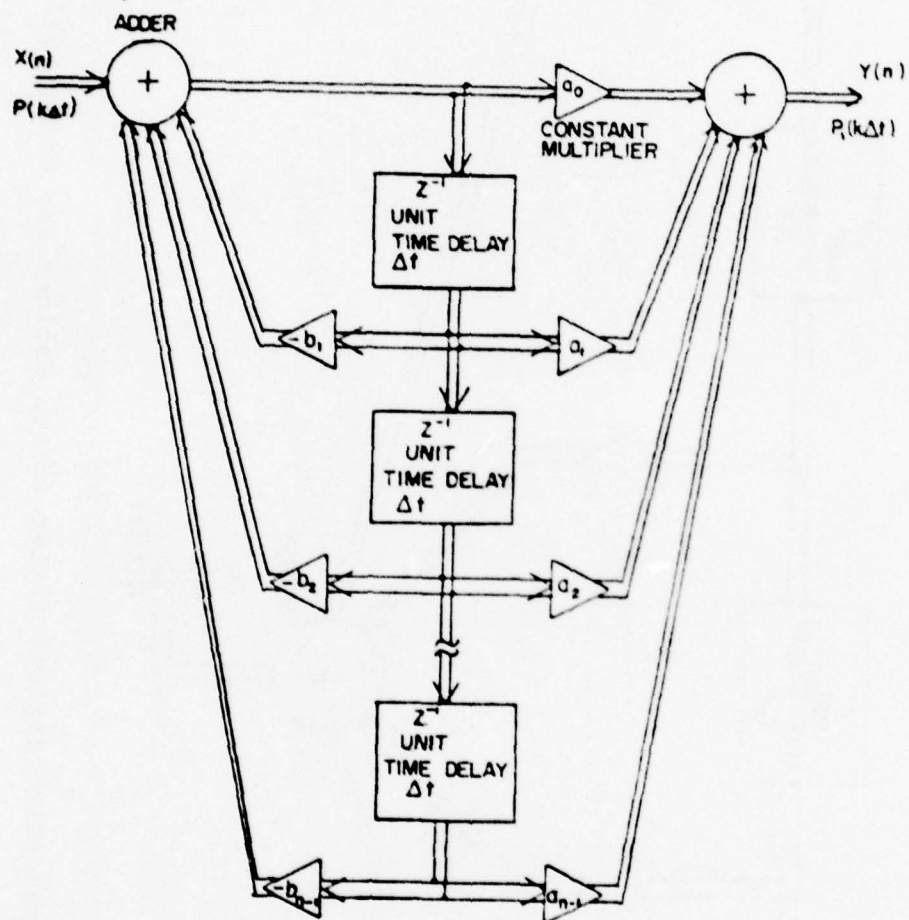 ADDER
X(n)
P(kΔt)
+
a₀
CONSTANT
MULTIPLIER
+
Y(n)
P₁(kΔt)
Z⁻¹
UNIT
TIME DELAY
Δt
-b₁
a₁
Z⁻¹
UNIT
TIME DELAY
Δt
-b₂
a₂
Z⁻¹
UNIT
TIME DELAY
Δt
-bₙ₋₁
aₙ₋₁